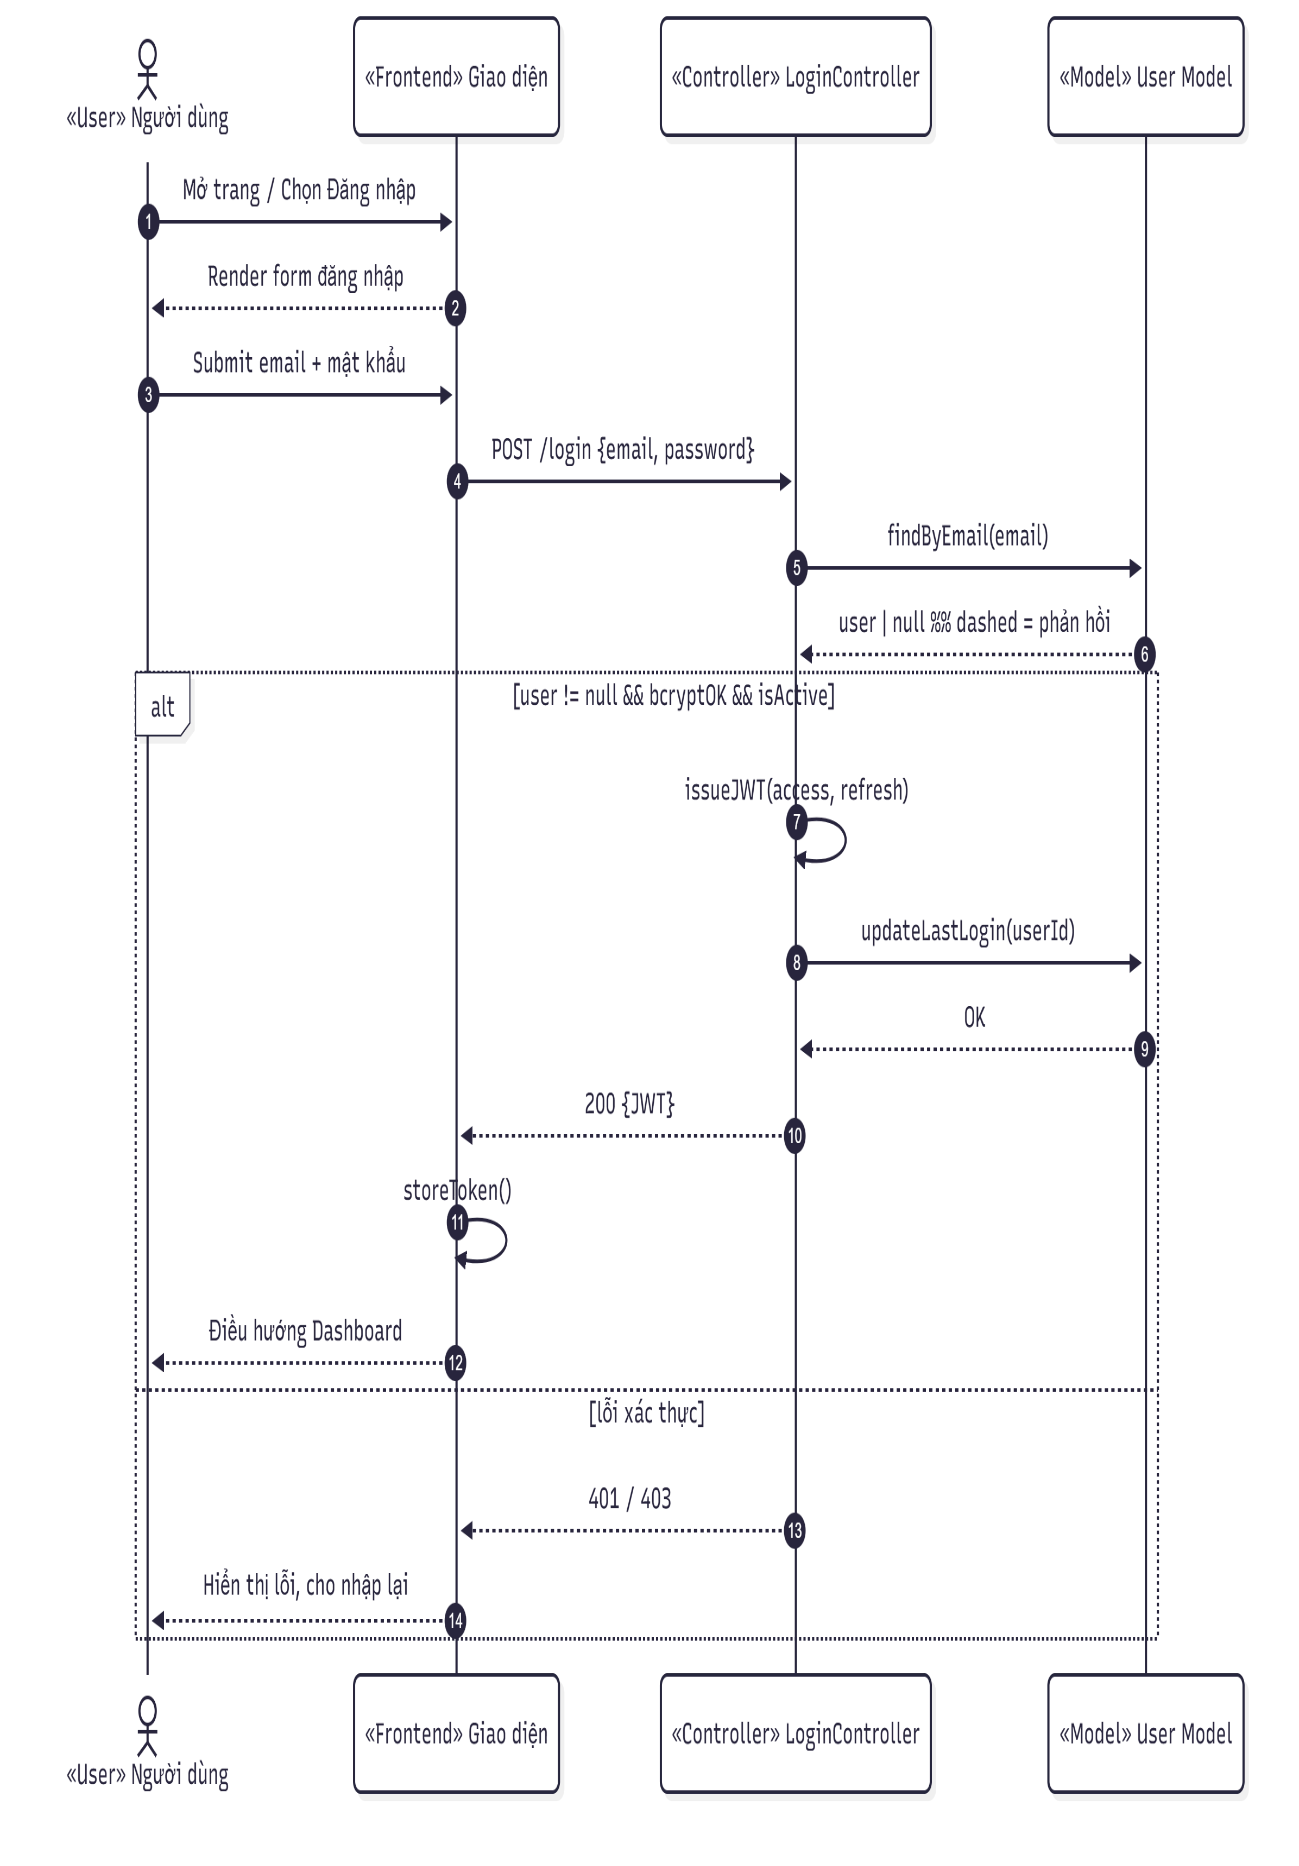 «User» Người dùng
«Frontend» Giao diện
«Controller» LoginController
«Model» User Model
Mở trang / Chọn Đăng nhập
1
Render form đăng nhập
2
Submit email + mật khẩu
3
POST /login {email, password}
4
findByEmail(email)
5
user | null %% dashed = phản hồi
6
alt
[user != null && bcryptOK && isActive]
issueJWT(access, refresh)
7
updateLastLogin(userId)
8
OK
9
200 {JWT}
10
storeToken()
11
Điều hướng Dashboard
12
[lỗi xác thực]
401 / 403
13
Hiển thị lỗi, cho nhập lại
14
«User» Người dùng
«Frontend» Giao diện
«Controller» LoginController
«Model» User Model